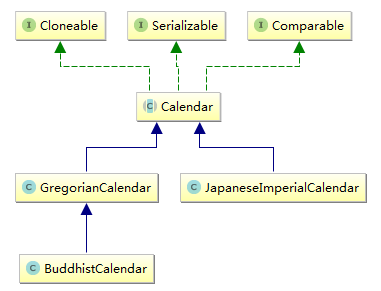 I Cloneable
I Serializable
I Comparable
C Calendar
C GregorianCalendar
C JapaneseImperialCalendar
C BuddhistCalendar